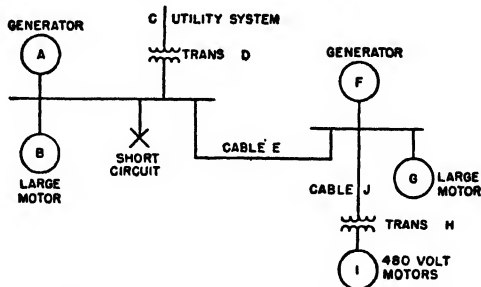 C UTILITY SYSTEM
GENERATOR
A
TRANS D
GENERATOR
F
B
SHORT
CIRCUIT
LARGE
MOTOR
CABLE E
G
LARGE
MOTOR
CABLE J
TRANS H
I
480 VOLT
MOTORS